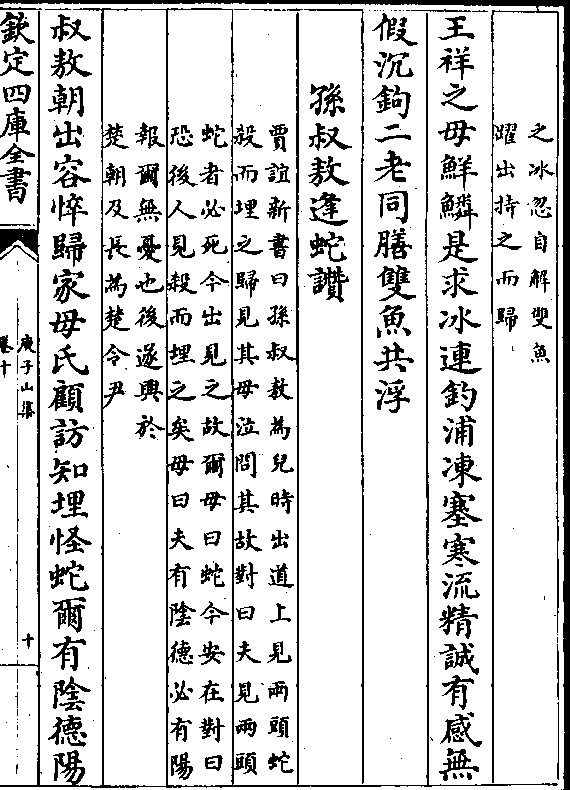 之冰忽自解雙魚
躍出持之而歸
王祥之母鮮鱗是求冰連釣浦凍塞寒流精誠有感無
假沉鉤二老同膳雙魚共浮
孫叔敖逢蛇讚
賈誼新書曰孫叔敖為兒時出道上見兩頭蛇
殺而埋之歸見其母泣問其故對曰夫見兩頭
蛇者必死今出見之故爾母曰蛇今安在對曰
恐後人見殺而埋之矣母曰夫有陰德必有陽
報爾無憂也後遂興於
楚朝及長為楚令尹
叔敖朝出容悴歸家母氏顧訪知埋怪蛇爾有陰德陽
欽定四庫全書
庾子山集
卷十
十